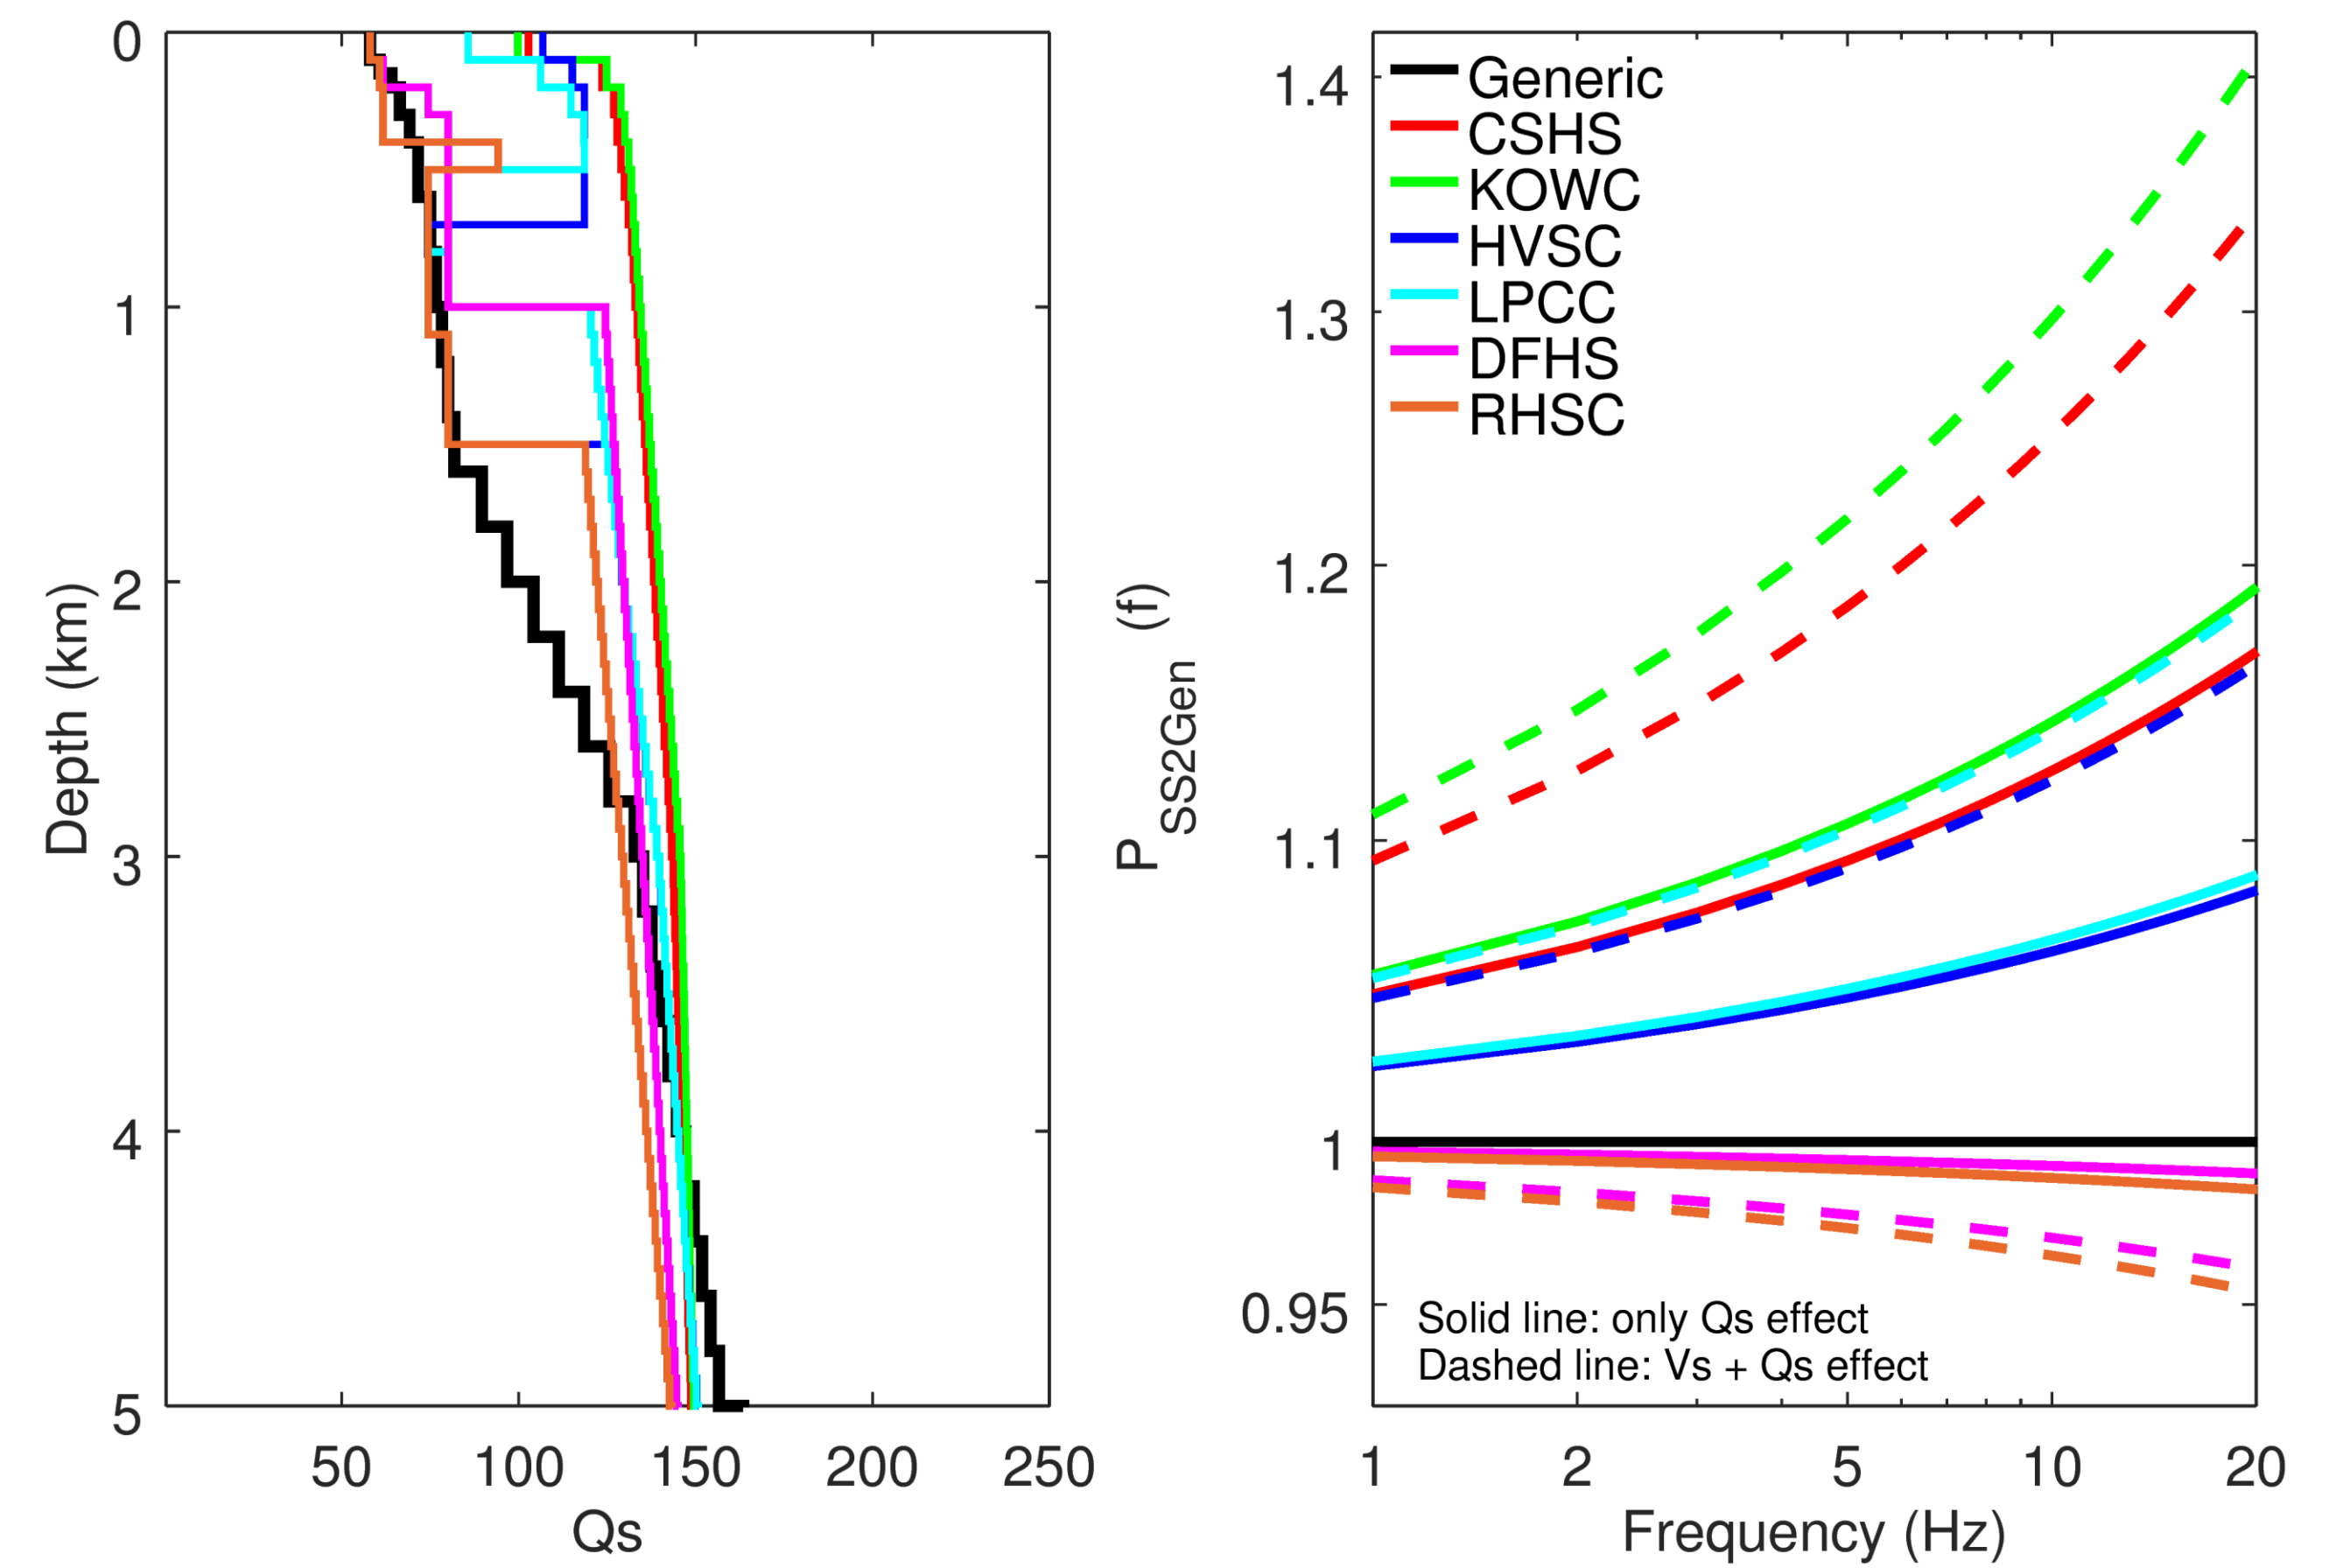 0
1
2
3
4
5
Depth (km)
50 100 150 200 250
Qs
1.4
1.3
1.2
1.1
1
0.95
P SS2Gen (f)
Generic
CSHS
KOWC
HVSC
LPCC
DFHS
RHSC
Solid line: only Qs effect
Dashed line: Vs + Qs effect
1 2 5 10 20
Frequency (Hz)